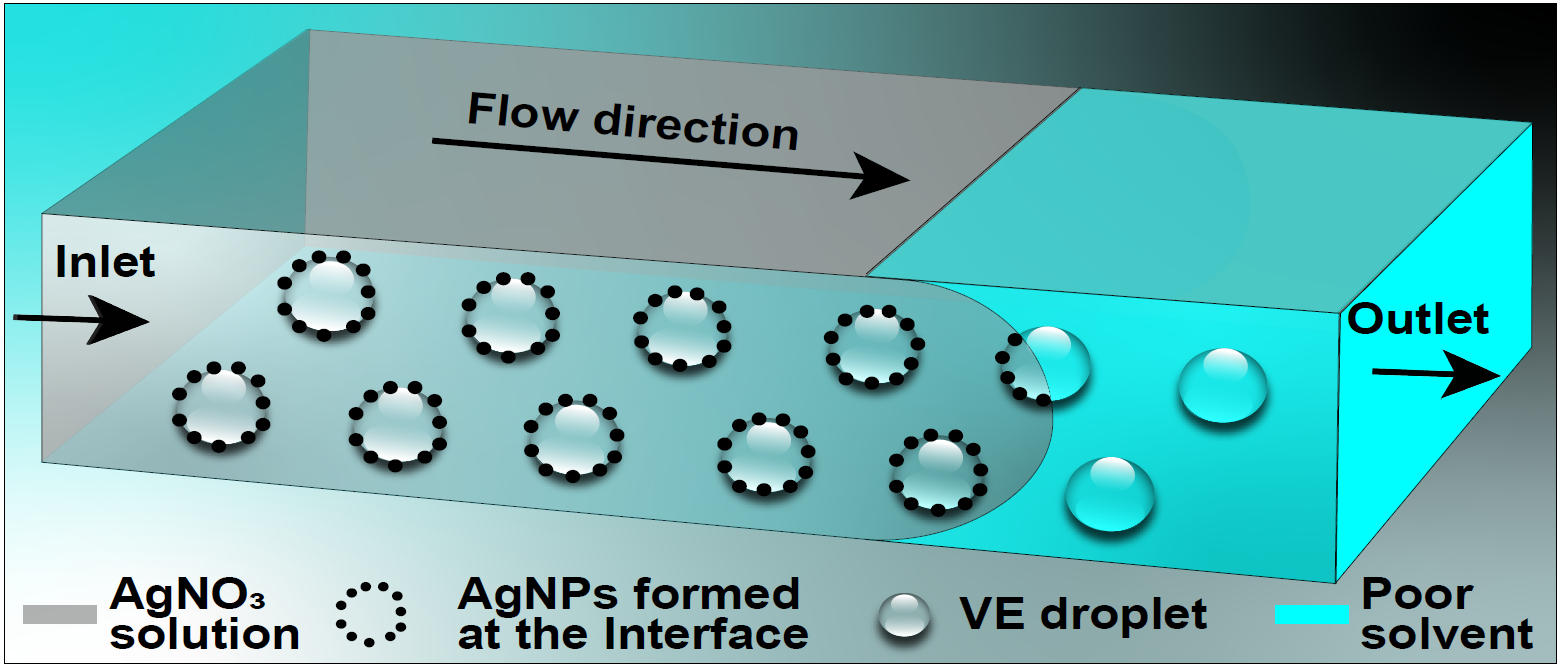 Flow direction
Inlet
Outlet
AgNO₃
solution
AgNPs formed
at the Interface
VE droplet
Poor
solvent